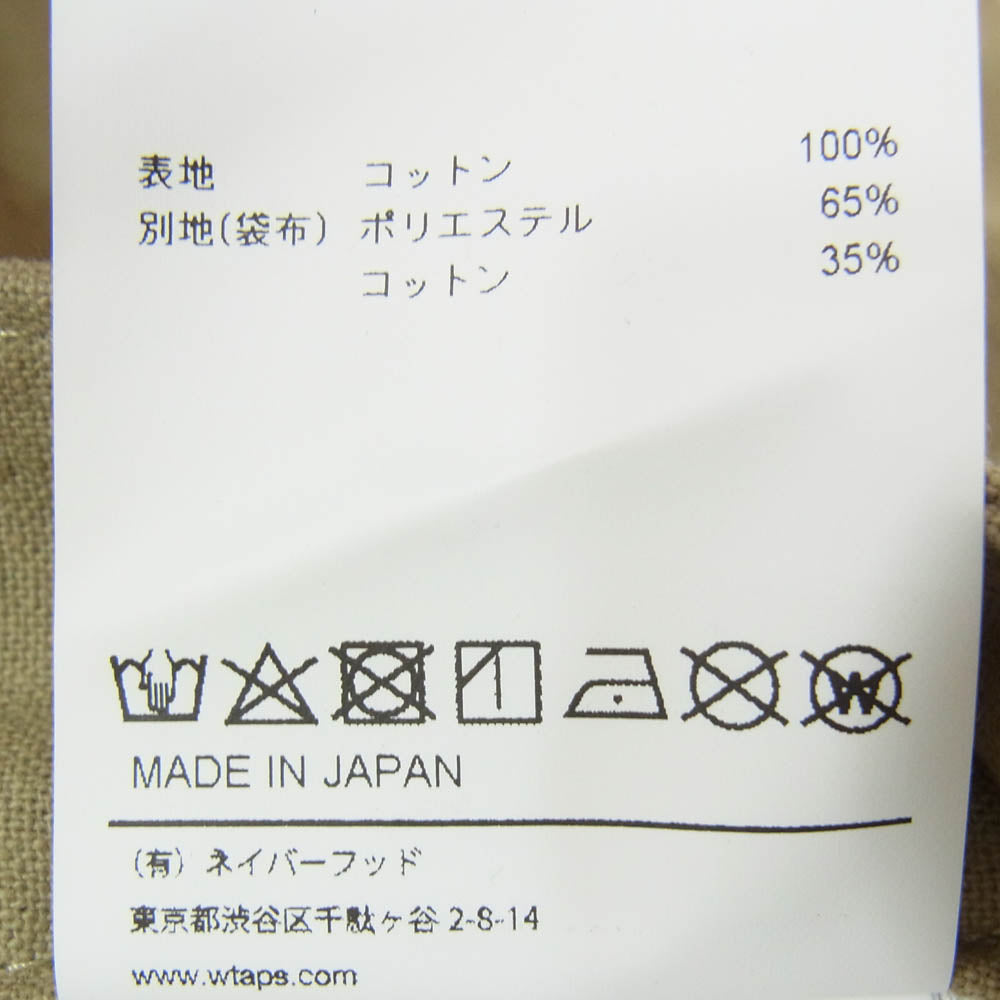 表地 コットン 100%
別地(袋布) ポリエステル 65%
コットン 35%
W
MADE IN JAPAN
(有) ネイバーフッド
東京都渋谷区千駄ヶ谷 2-8-14
www.wtaps.com